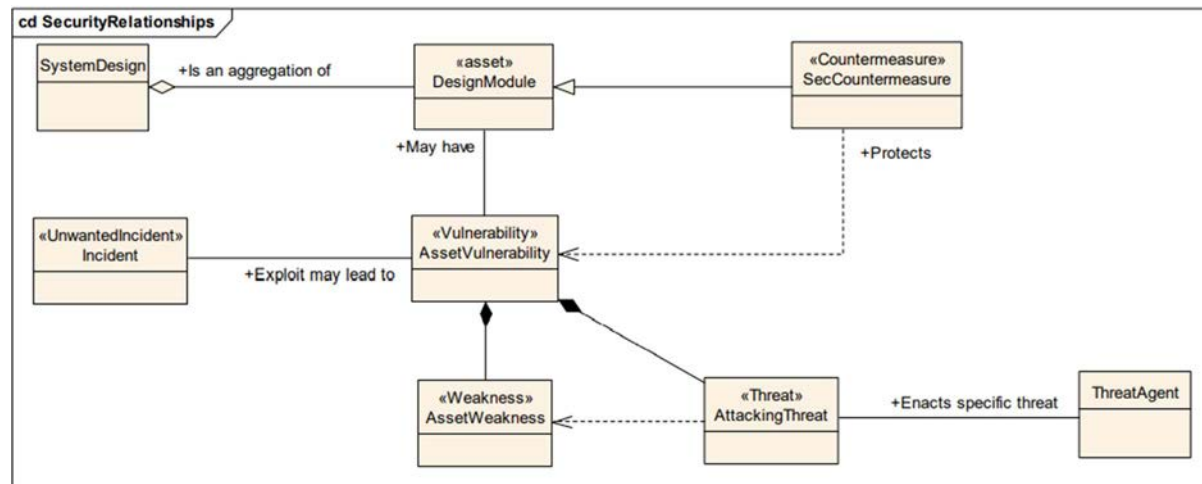 cd SecurityRelationships
SystemDesign
+Is an aggregation of
«asset»
DesignModule
«Countermeasure»
SecCountermeasure
+May have
+Protects
«UnwantedIncident»
Incident
+Exploit may lead to
«Vulnerability»
AssetVulnerability
«Weakness»
AssetWeakness
«Threat»
AttackingThreat
+Enacts specific threat
ThreatAgent